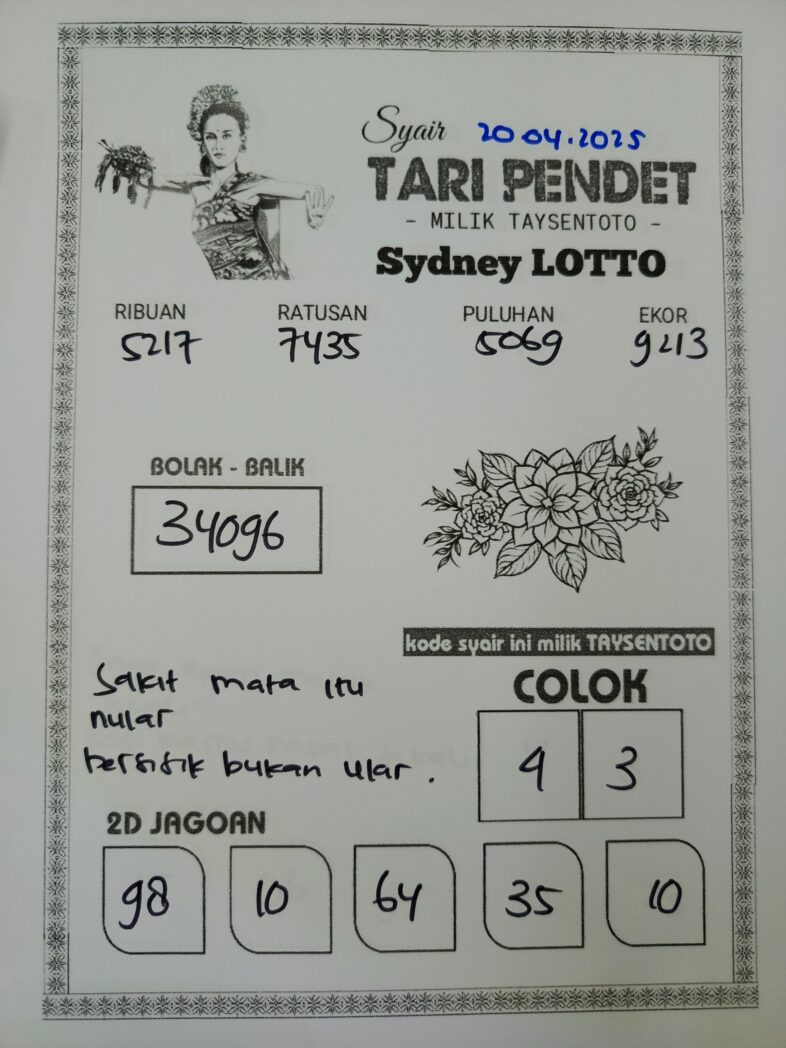 Syair 20 04.2025
TARI PENDET
- MILIK TAYSENTOTO -
Sydney LOTTO
RIBUAN RATUSAN PULUHAN EKOR
5217 7435 5069 9213
BOLAK - BALIK
34096
kode syair ini milik TAYSENTOTO
COLOK
9 3
Sakit mata itu
nular
bersisik bukan ular.
2D JAGOAN
98 10 64 35 10